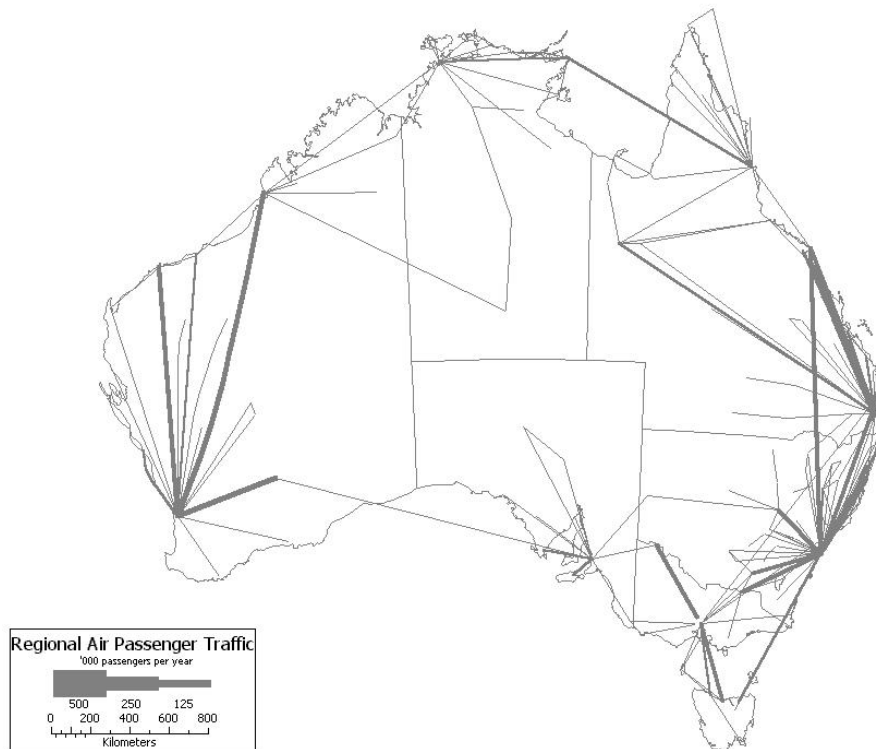 Regional Air Passenger Traffic
'000 passengers per year
500 250 125
0 200 400 600 800
Kilometers